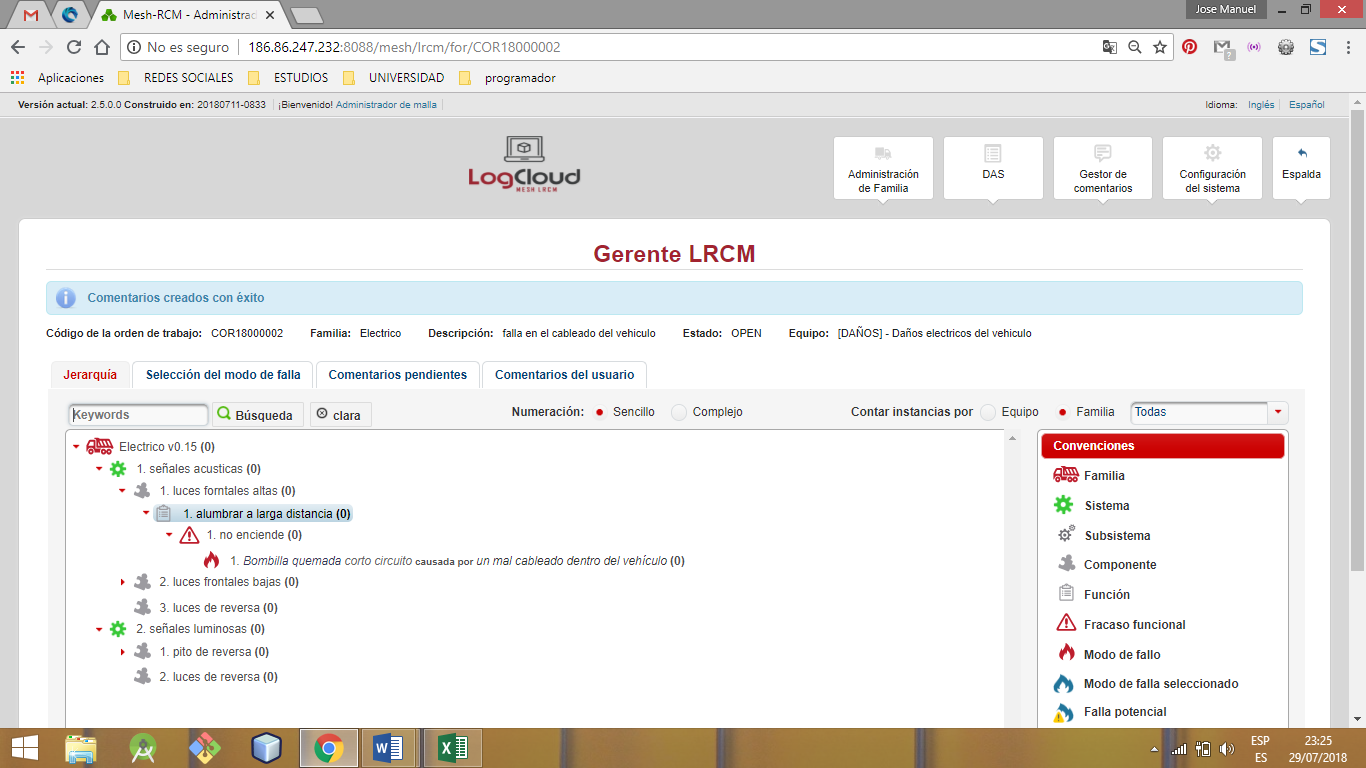 Mesh-RCM - Administrad
Jose Manuel
No es seguro 186.86.247.232:8088/mesh/lrcm/for/COR18000002
Aplicaciones REDES SOCIALES ESTUDIOS UNIVERSIDAD programador
Versión actual: 2.5.0.0 Construido en: 20180711-0833 ¡Bienvenido! Administrador de malla
Idioma: Inglés Español
LogCloud
MESH LRCM
Administración
de Familia
DAS
Gestor de
comentarios
Configuración
del sistema
Espalda
Gerente LRCM
Comentarios creados con éxito
Código de la orden de trabajo: COR18000002 Familia: Electrico Descripción: falla en el cableado del vehiculo Estado: OPEN Equipo: [DAÑOS] - Daños electricos del vehiculo
Jerarquía Selección del modo de falla Comentarios pendientes Comentarios del usuario
Keywords Búsqueda clara Numeración: Sencillo Complejo Contar instancias por Equipo Familia Todas
Electrico v0.15 (0)
1. señales acusticas (0)
1. luces forntales altas (0)
1. alumbrar a larga distancia (0)
1. no enciende (0)
1. Bombilla quemada corto circuito causada por un mal cableado dentro del vehículo (0)
2. luces frontales bajas (0)
3. luces de reversa (0)
2. señales luminosas (0)
1. pito de reversa (0)
2. luces de reversa (0)
Convenciones
Familia
Sistema
Subsistema
Componente
Función
Fracaso funcional
Modo de fallo
Modo de falla seleccionado
Falla potencial
ESP
ES
23:25
29/07/2018